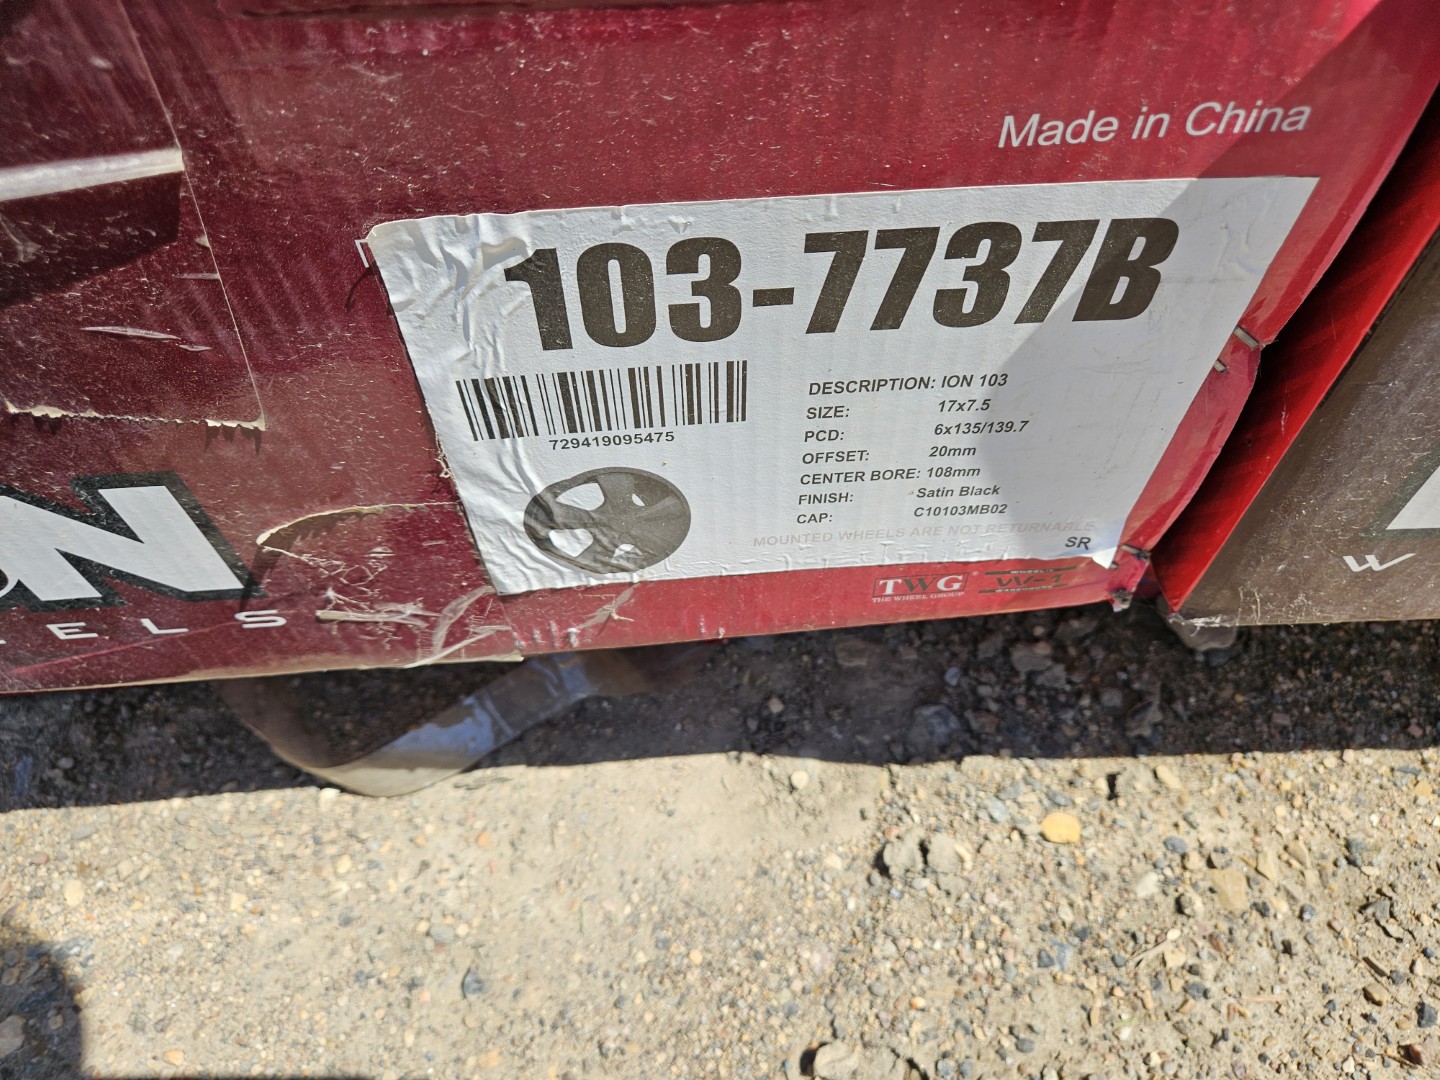 Made in China
103-7737B
729419095475
DESCRIPTION: ION 103
SIZE: 17x7.5
PCD: 6x135/139.7
OFFSET: 20mm
CENTER BORE: 108mm
FINISH: Satin Black
CAP: C10103MB02
MOUNTED WHEELS ARE NOT RETURNABLE
SR
TWG
THE WHEEL GROUP
WHEEL
W-1
ON
ELS
W